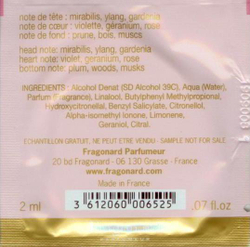 note de tête : mirabilis, ylang, gardenia
note de cœur : violette, géranium, rose
note de fond : prune, bois, muscs
head note: mirabilis, ylang, gardenia
heart note: violet, geranium, rose
bottom note: plum, woods, musks
INGREDIENTS : Alcohol Denat (SD Alcohol 39C), Aqua (Water),
Parfum (Fragrance), Linalool, Butylphenyl Methylpropional,
Hydroxycitronellal, Benzyl Salicylate, Citronellol,
Alpha-isomethyl Ionone, Limonene,
Geraniol, Citral.
ÉCHANTILLON GRATUIT, NE PEUT ÊTRE VENDU - SAMPLE NOT FOR SALE
Fragonard Parfumeur
20 bd Fragonard - 06 130 Grasse - France
www.fragonard.com
Made in France
2 ml
.07 fl.oz
3 612060 006525